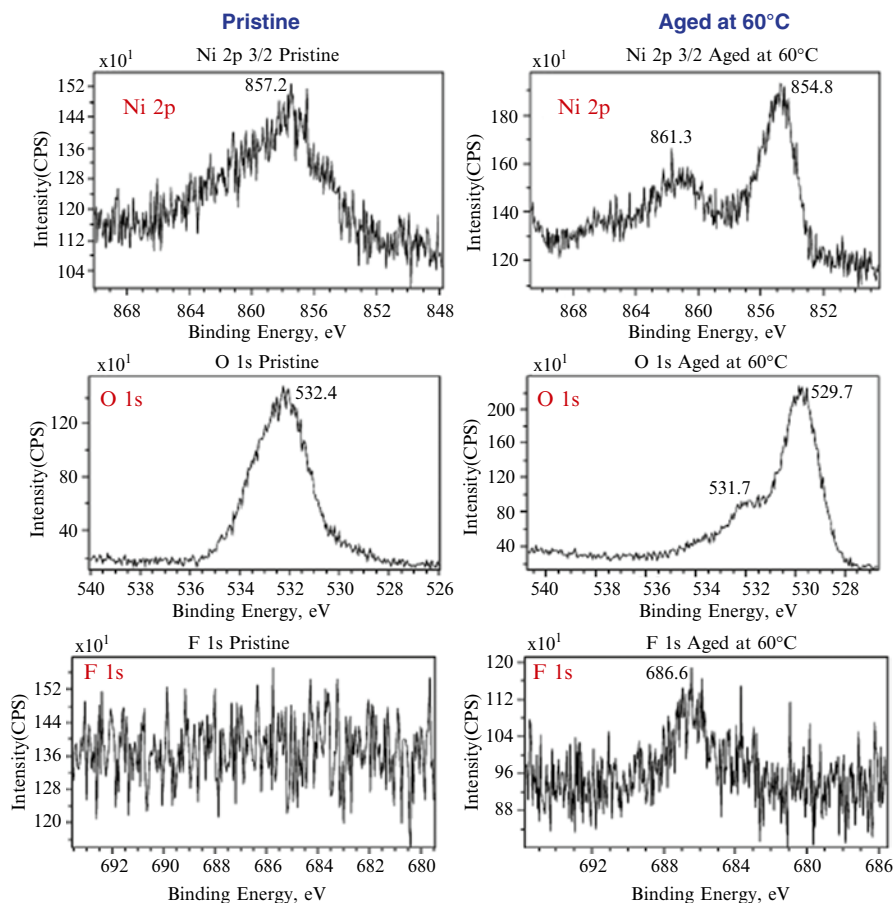 Pristine
Aged at 60°C
x10¹
Ni 2p 3/2 Pristine
857.2
Ni 2p
152
144
136
128
120
112
104
Intensity(CPS)
868 864 860 856 852 848
Binding Energy, eV
x10¹
Ni 2p 3/2 Aged at 60°C
854.8
Ni 2p
861.3
180
160
140
120
Intensity(CPS)
868 864 860 856 852
Binding Energy, eV
x10¹
O 1s Pristine
O 1s
532.4
120
80
40
Intensity(CPS)
540 538 536 534 532 530 528 526
Binding Energy, eV
x10¹
O 1s Aged at 60°C
O 1s
529.7
531.7
200
160
120
80
40
Intensity(CPS)
540 538 536 534 532 530 528
Binding Energy, eV
x10¹
F 1s Pristine
F 1s
152
144
136
128
120
Intensity(CPS)
692 690 688 686 684 682 680
Binding Energy, eV
x10¹
F 1s Aged at 60°C
F 1s
686.6
120
112
104
96
88
Intensity(CPS)
692 688 684 680 686
Binding Energy, eV